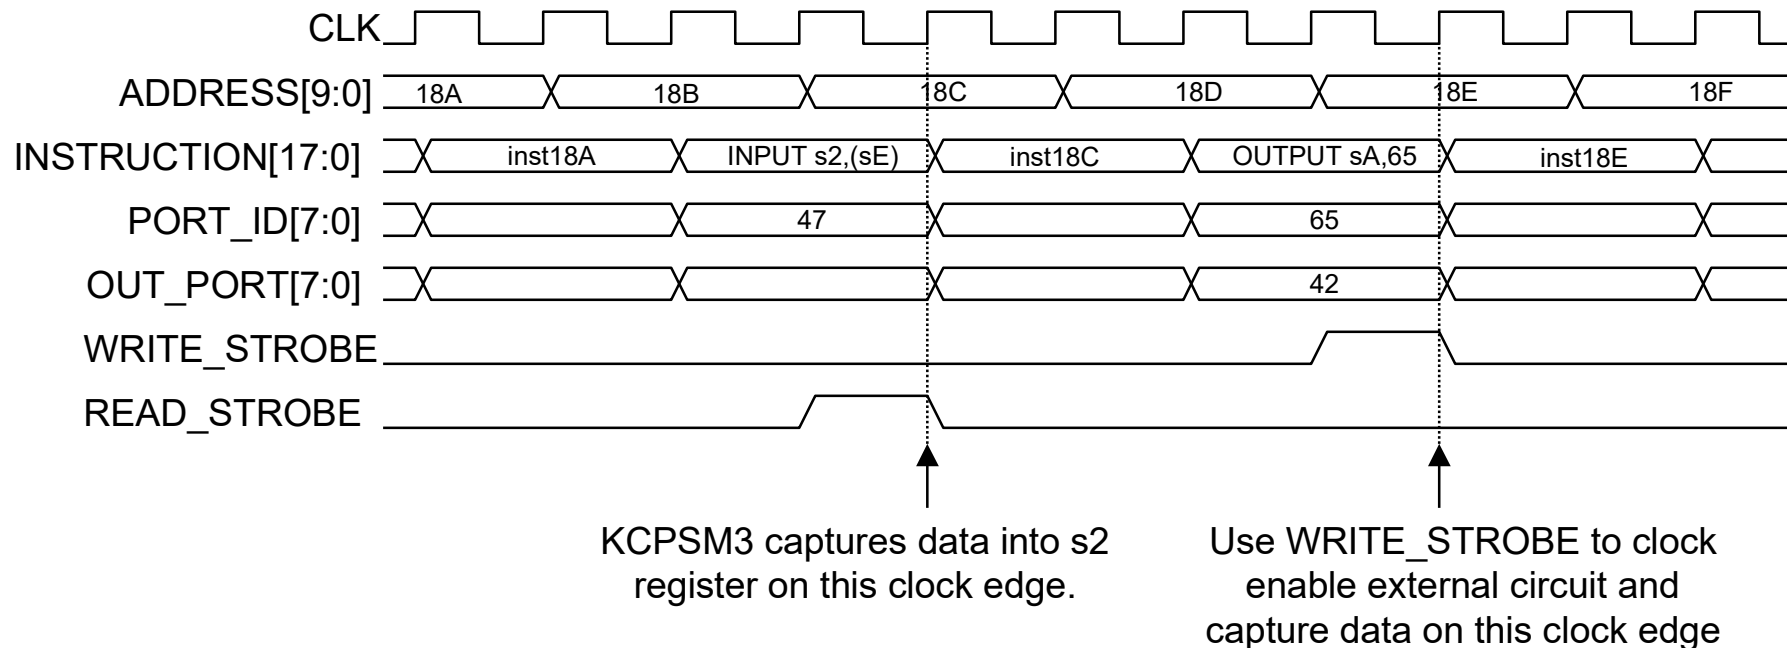 CLK
ADDRESS[9:0] 18A 18B 18C 18D 18E 18F
INSTRUCTION[17:0] inst18A INPUT s2,(sE) inst18C OUTPUT sA,65 inst18E
PORT_ID[7:0] 47 65
OUT_PORT[7:0] 42
WRITE_STROBE
READ_STROBE
KCPSM3 captures data into s2
register on this clock edge.
Use WRITE_STROBE to clock
enable external circuit and
capture data on this clock edge